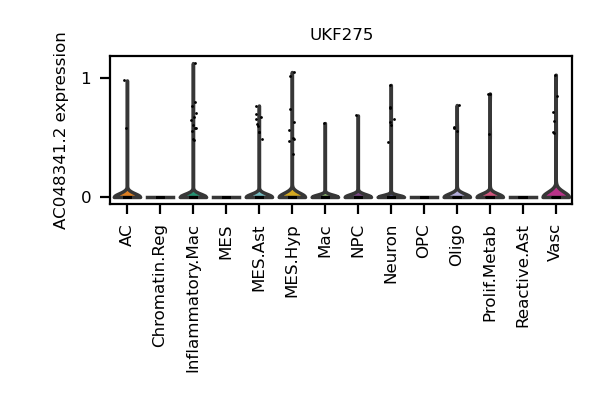 UKF275
AC048341.2 expression
1
0
AC
Chromatin.Reg
Inflammatory.Mac
MES
MES.Ast
MES.Hyp
Mac
NPC
Neuron
OPC
Oligo
Prolif.Metab
Reactive.Ast
Vasc